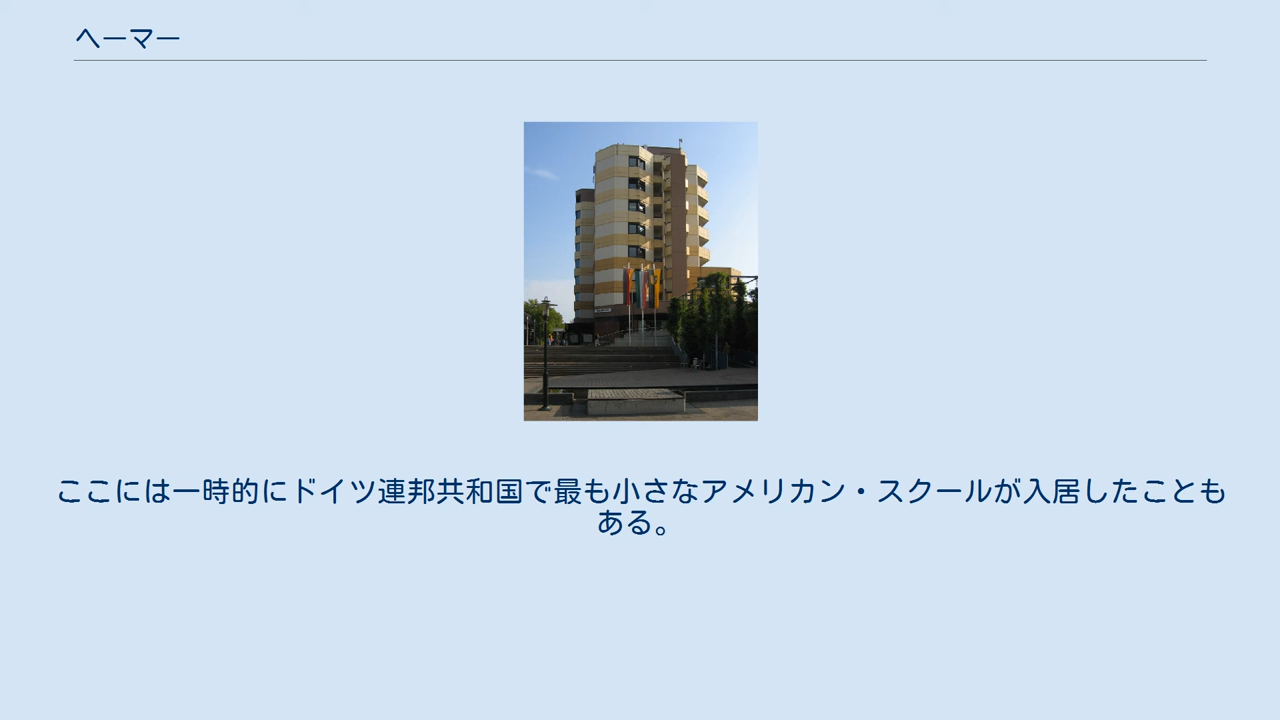 ヘーマー
ここには一時的にドイツ連邦共和国で最も小さなアメリカン・スクールが入居したことも
ある。